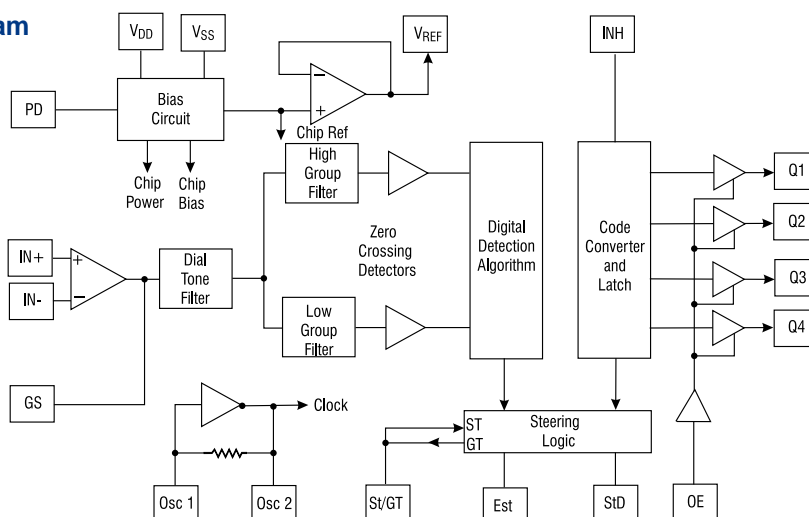 am
VDD
VSS
VREF
INH
PD
Bias
Circuit
−
+
Chip Ref
Chip
Power
Chip
Bias
High
Group
Filter
Q1
Q2
Q3
Q4
Zero
Crossing
Detectors
Digital
Detection
Algorithm
Code
Converter
and
Latch
IN+
IN-
+
−
Dial
Tone
Filter
Low
Group
Filter
GS
Clock
ST
GT
Steering
Logic
Osc 1
Osc 2
St/GT
Est
StD
OE